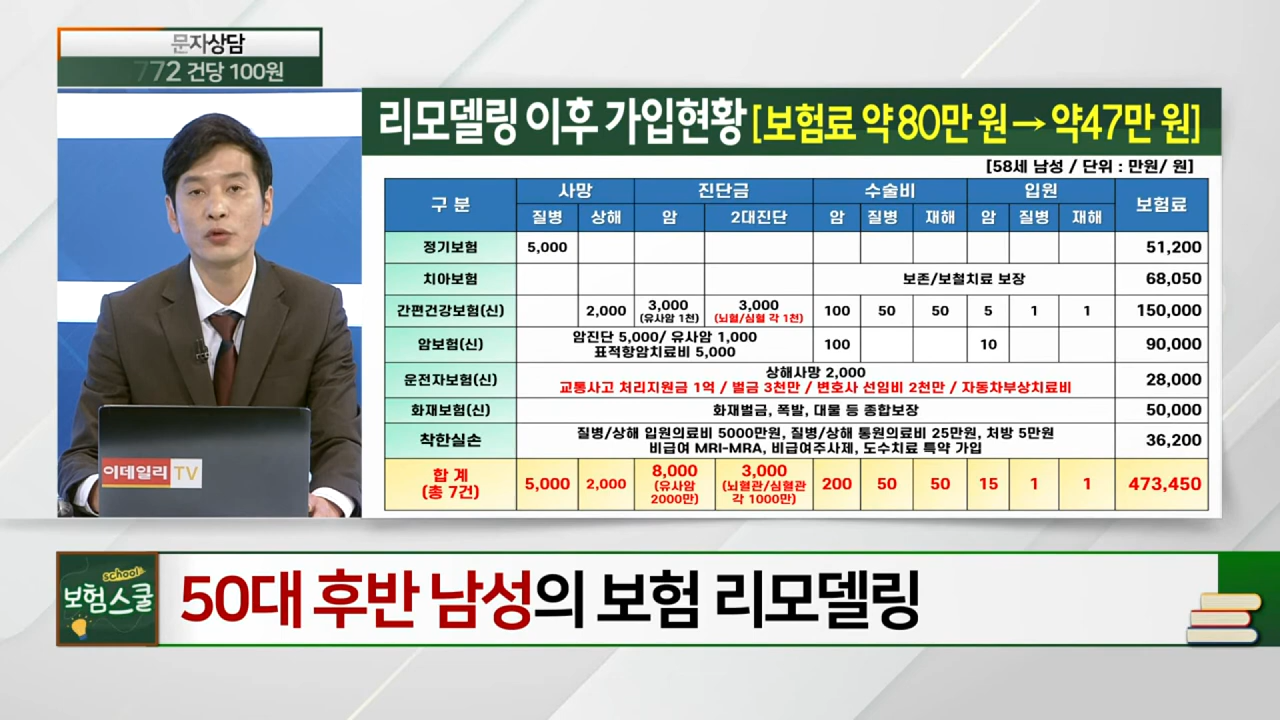 문자상담
772 건당 100원
리모델링 이후 가입현황 [보험료 약 80만 원→ 약47만 원]
[58세 남성 / 단위 : 만원/ 원]
구 분 사망 진단금 수술비 입원 보험료
질병 상해 암 2대진단 암 질병 재해 암 질병 재해
정기보험 5,000 51,200
치아보험 보존/보철치료 보장 68,050
간편건강보험(신) 2,000 3,000 3,000 100 50 50 5 1 1 150,000
(유사암 1천) (뇌혈/심혈 각 1천)
암보험(신) 암진단 5,000/ 유사암 1,000 100 10 90,000
표적항암치료비 5,000
운전자보험(신) 상해사망 2,000 28,000
교통사고 처리지원금 1억 / 벌금 3천만 / 변호사 선임비 2천만 / 자동차부상치료비
화재보험(신) 화재벌금, 폭발, 대물 등 종합보장 50,000
착한실손 질병/상해 입원의료비 5000만원, 질병/상해 통원의료비 25만원, 처방 5만원 36,200
비급여 MRI-MRA, 비급여주사제, 도수치료 특약 가입
합 계 5,000 2,000 8,000 3,000 200 50 50 15 1 1 473,450
(총 7건) (유사암 (뇌혈관/심혈관
2000만) 각 1000만)
이데일리 TV
school
보험스쿨
50대 후반 남성의 보험 리모델링